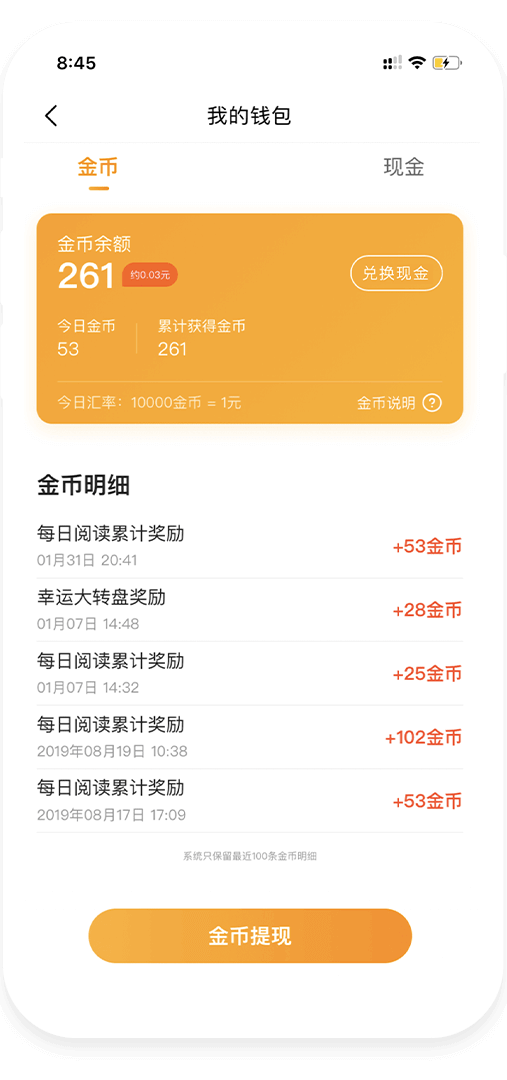 8:45
我的钱包
金币
现金
金币余额
261
约0.03元
兑换现金
今日金币
累计获得金币
53
261
今日汇率：10000金币 = 1元
金币说明 ?
金币明细
每日阅读累计奖励
01月31日 20:41
+53金币
幸运大转盘奖励
01月07日 14:48
+28金币
每日阅读累计奖励
01月07日 14:32
+25金币
每日阅读累计奖励
2019年08月19日 10:38
+102金币
每日阅读累计奖励
2019年08月17日 17:09
+53金币
系统只保留最近100条金币明细
金币提现